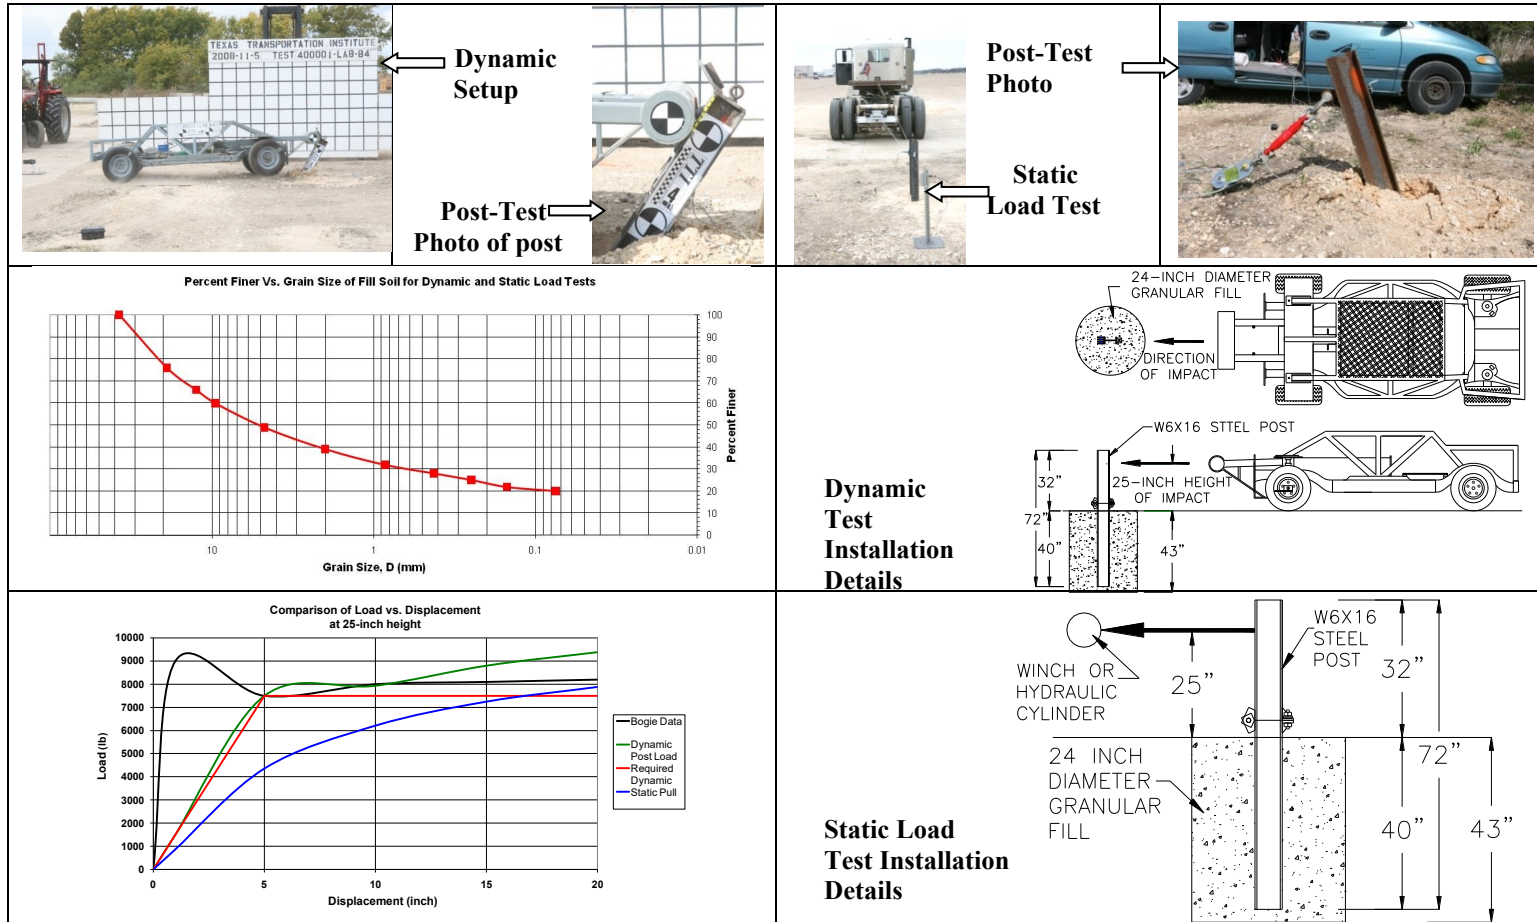 TEXAS TRANSPORTATION INSTITUTE
2008-11-5 TEST 400001-LAB-B4
Dynamic
Setup
Post-Test
Photo of post
TTI
Static
Load Test
Post-Test
Photo
Percent Finer Vs. Grain Size of Fill Soil for Dynamic and Static Load Tests
100
90
80
70
60
50
40
30
20
10
0
Percent Finer
10
1
0.1
0.01
Grain Size, D (mm)
24-INCH DIAMETER
GRANULAR FILL
DIRECTION
OF IMPACT
W6X16 STTEL POST
25-INCH HEIGHT
OF IMPACT
32"
72"
40"
43"
Dynamic
Test
Installation
Details
Comparison of Load vs. Displacement
at 25-inch height
10000
9000
8000
7000
6000
5000
4000
3000
2000
1000
0
Load (lb)
0
5
10
15
20
Displacement (inch)
Bogie Data
Dynamic
Post Load
Required
Dynamic
Static Pull
W6X16
STEEL
POST
WINCH OR
HYDRAULIC
CYLINDER
25"
32"
72"
24 INCH
DIAMETER
GRANULAR
FILL
40"
43"
Static Load
Test Installation
Details